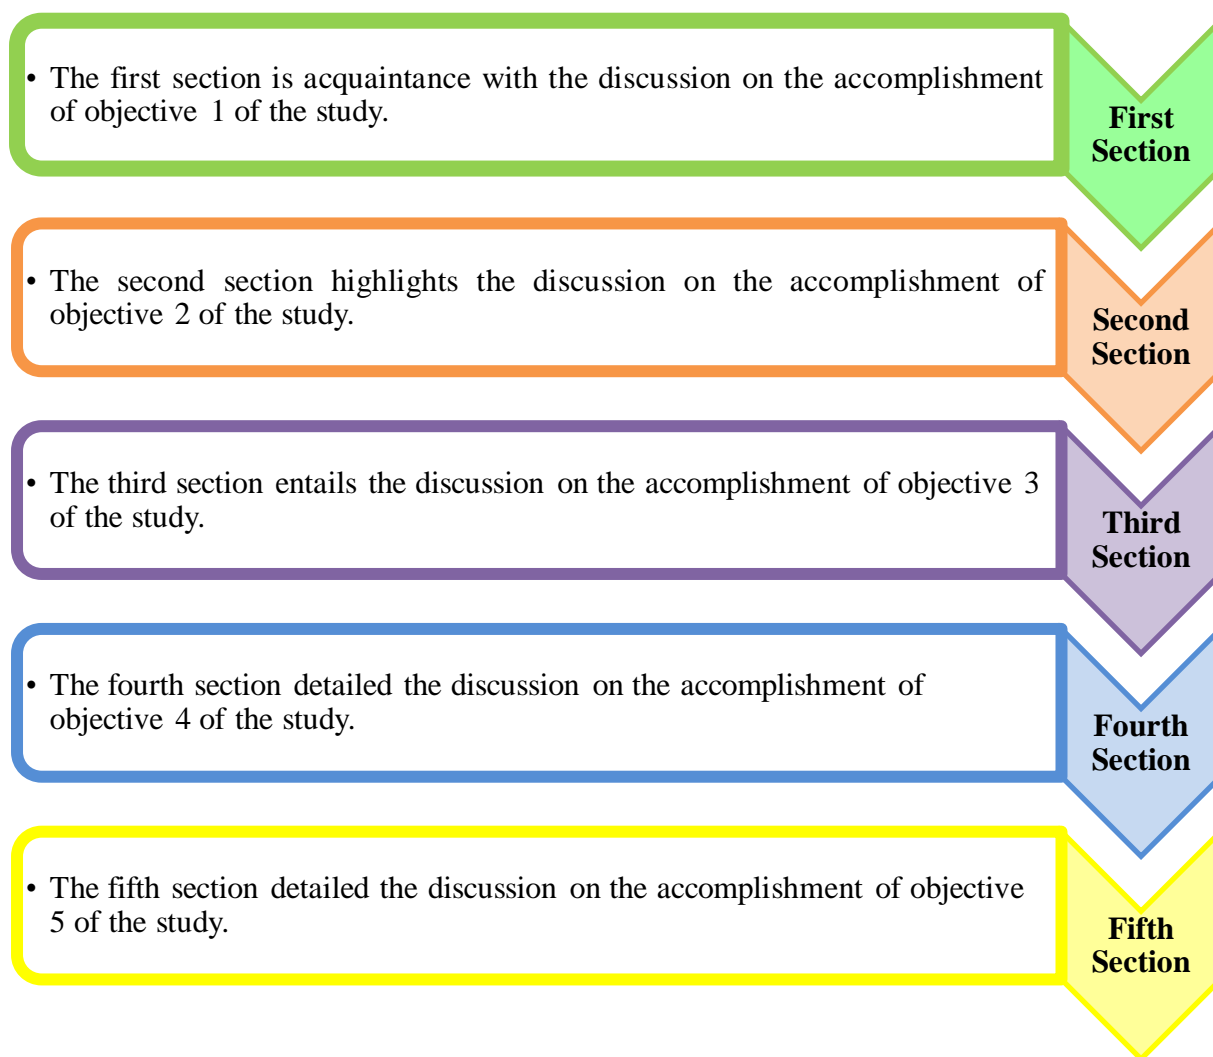 • The first section is acquaintance with the discussion on the accomplishment
of objective 1 of the study.
First
Section
• The second section highlights the discussion on the accomplishment of
objective 2 of the study.
Second
Section
• The third section entails the discussion on the accomplishment of objective 3
of the study.
Third
Section
• The fourth section detailed the discussion on the accomplishment of
objective 4 of the study.
Fourth
Section
• The fifth section detailed the discussion on the accomplishment of objective
5 of the study.
Fifth
Section